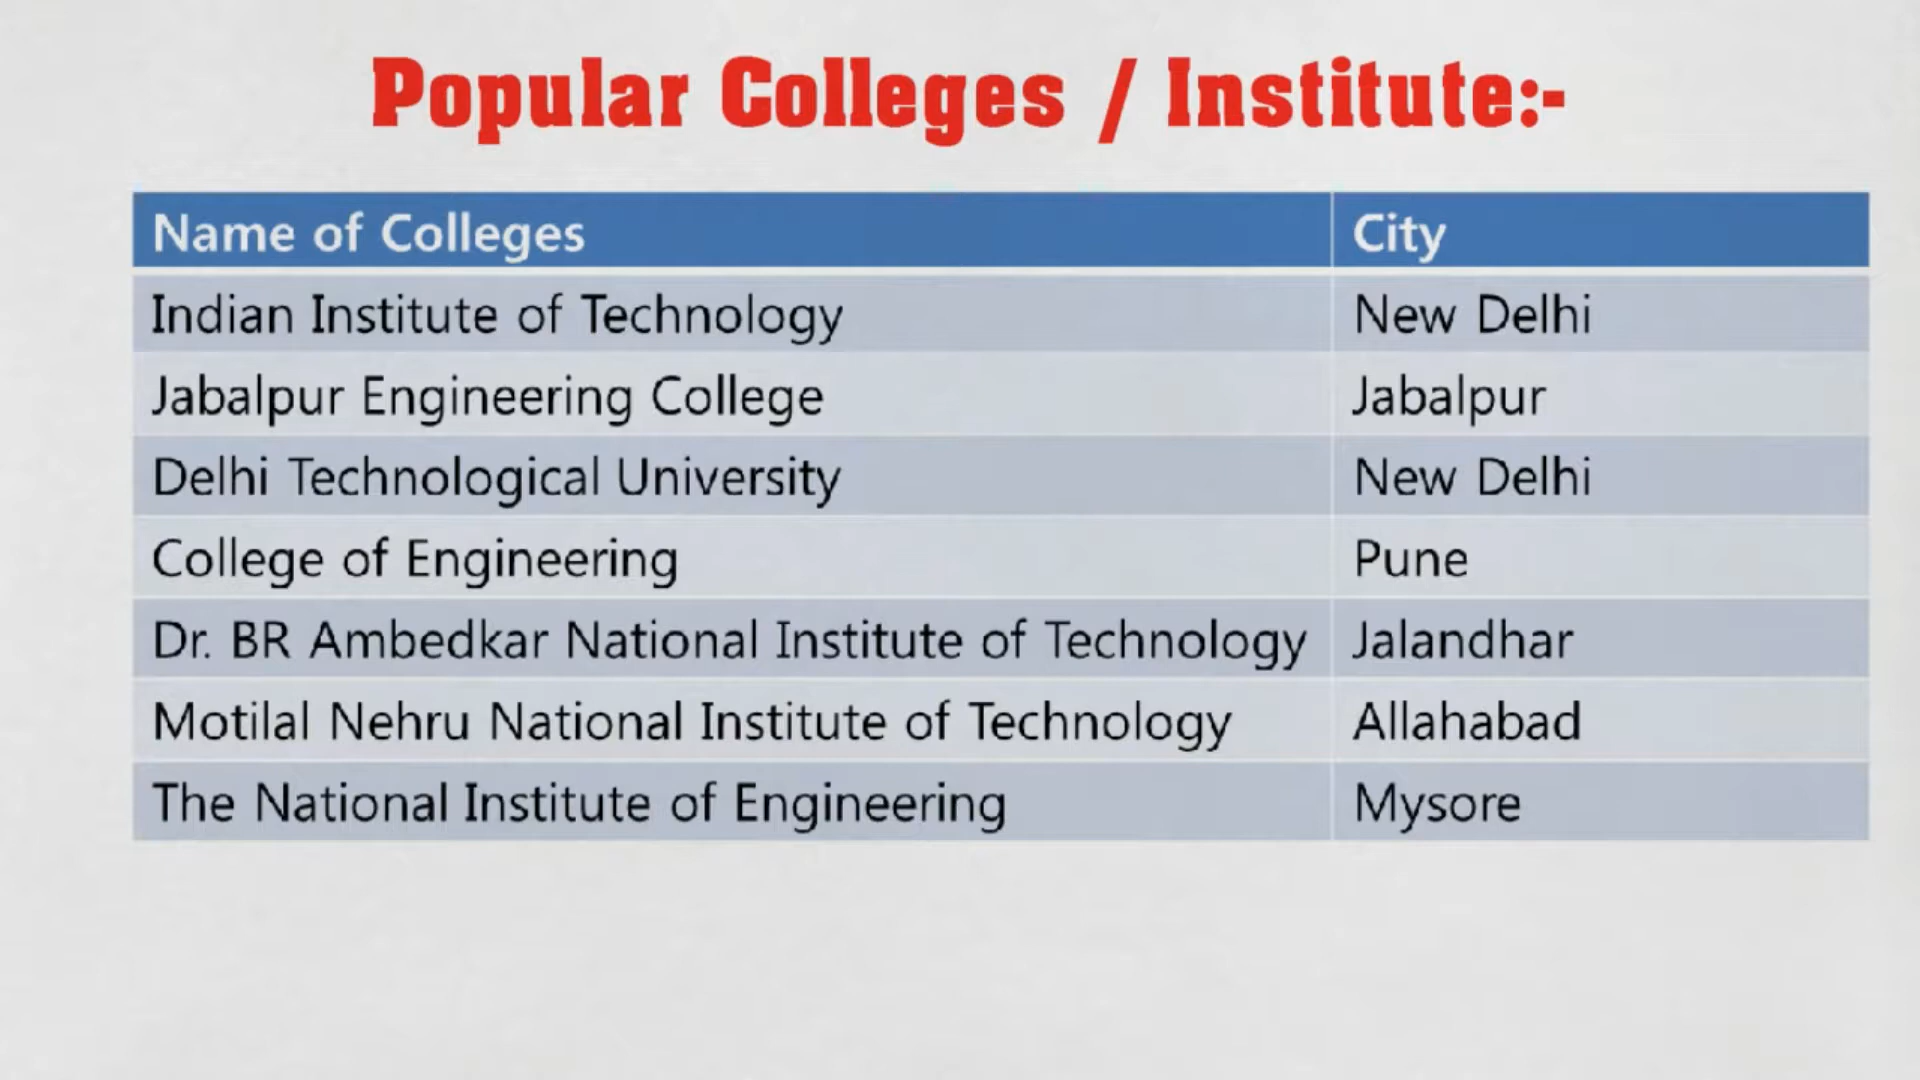 Popular Colleges / Institute:-
Name of Colleges City
Indian Institute of Technology New Delhi
Jabalpur Engineering College Jabalpur
Delhi Technological University New Delhi
College of Engineering Pune
Dr. BR Ambedkar National Institute of Technology Jalandhar
Motilal Nehru National Institute of Technology Allahabad
The National Institute of Engineering Mysore